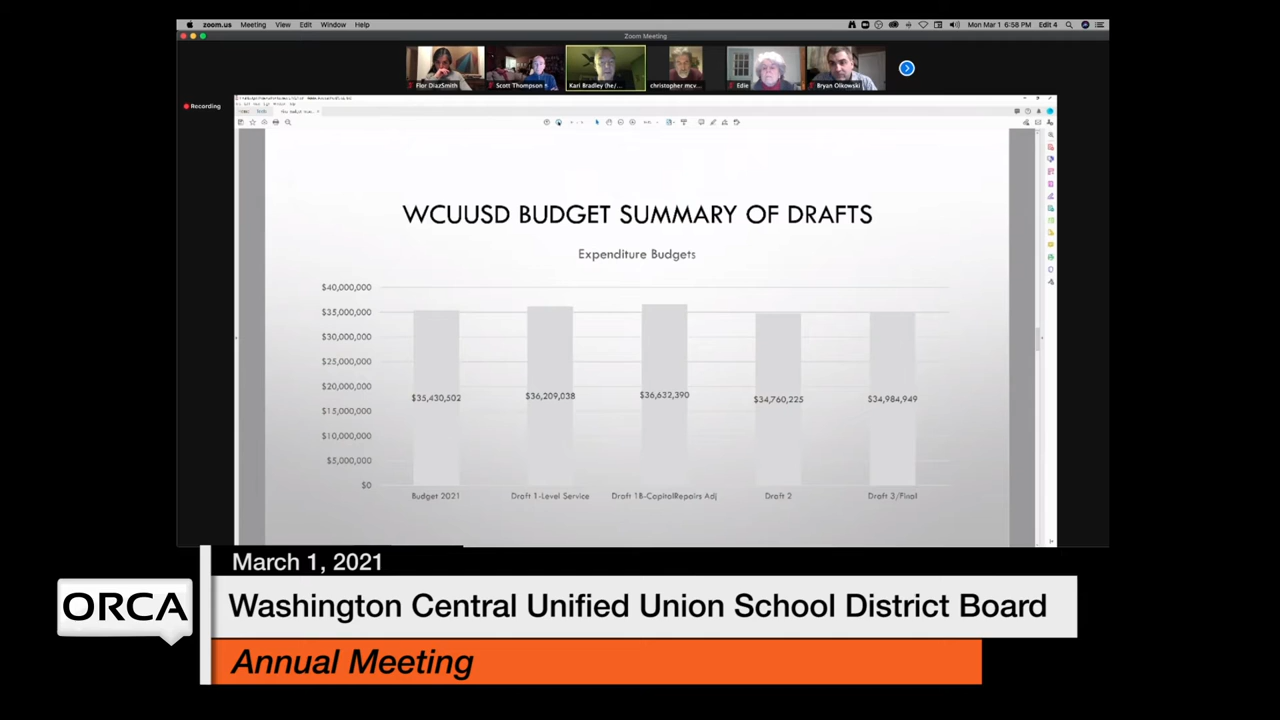 zoom.us Meeting View Edit Window Help
Mon Mar 1 6:58 PM Edit 4
Zoom Meeting
Flor DiazSmith
Scott Thompson
Kari Bradley (he/...
christopher mcv...
Edie
Bryan Olkowski
Recording
WCUUSD BUDGET SUMMARY OF DRAFTS
Expenditure Budgets
$40,000,000
$35,000,000
$30,000,000
$25,000,000
$20,000,000
$15,000,000
$10,000,000
$5,000,000
$0
$35,430,502
$36,209,038
$36,632,390
$34,760,225
$34,984,949
Budget 2021
Draft 1-Level Service
Draft 1B-CapitolRepairs Adj
Draft 2
Draft 3/Final
March 1, 2021
ORCA
Washington Central Unified Union School District Board
Annual Meeting